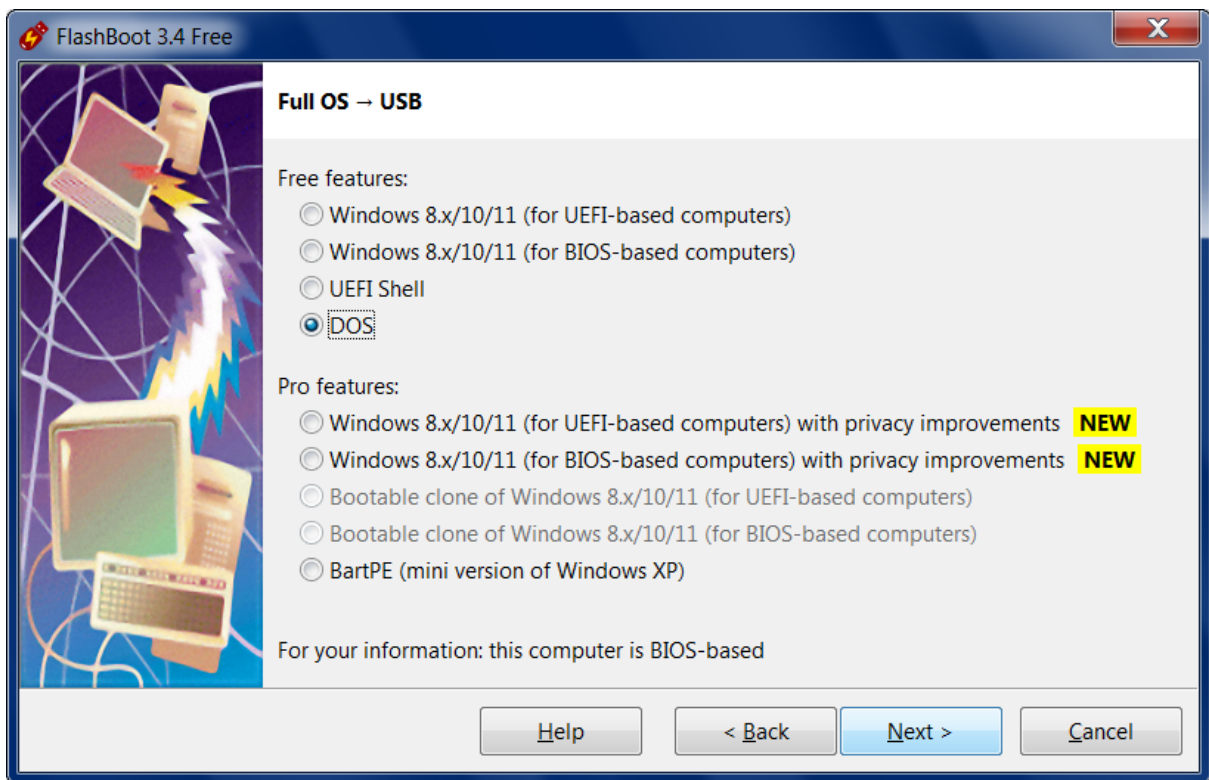 FlashBoot 3.4 Free
Full OS → USB
Free features:
Windows 8.x/10/11 (for UEFI-based computers)
Windows 8.x/10/11 (for BIOS-based computers)
UEFI Shell
DOS
Pro features:
Windows 8.x/10/11 (for UEFI-based computers) with privacy improvements NEW
Windows 8.x/10/11 (for BIOS-based computers) with privacy improvements NEW
Bootable clone of Windows 8.x/10/11 (for UEFI-based computers)
Bootable clone of Windows 8.x/10/11 (for BIOS-based computers)
BartPE (mini version of Windows XP)
For your information: this computer is BIOS-based
Help < Back Next > Cancel